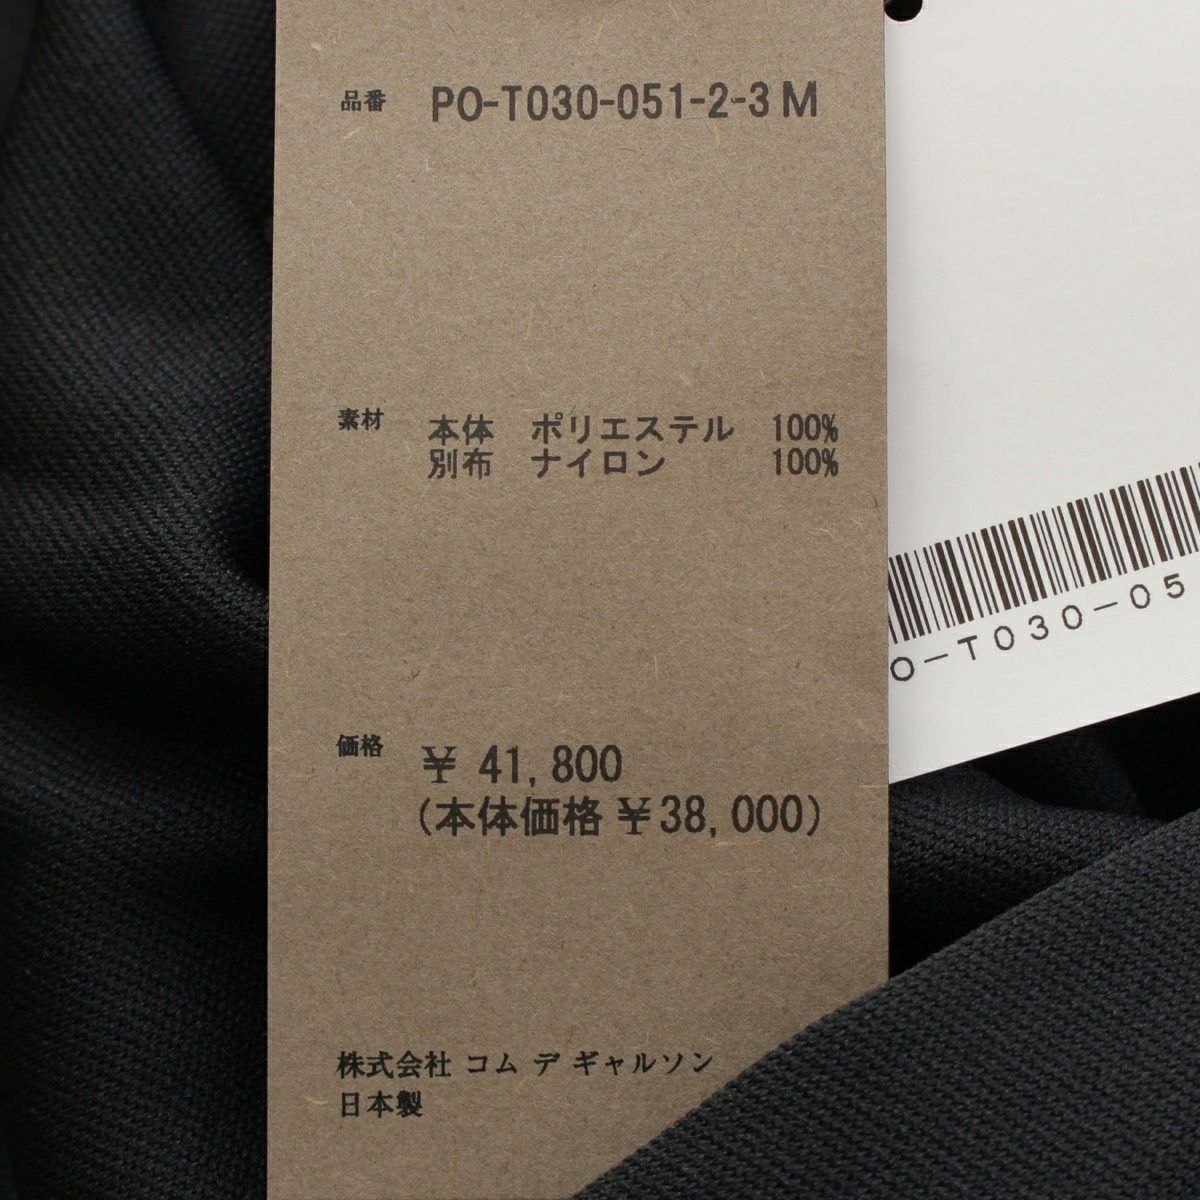 品番 PO-T030-051-2-3 M
素材 本体 ポリエステル 100%
別布 ナイロン 100%
価格 ¥ 41,800
(本体価格 ¥38,000)
株式会社 コム デ ギャルソン
日本製
O-T030-05